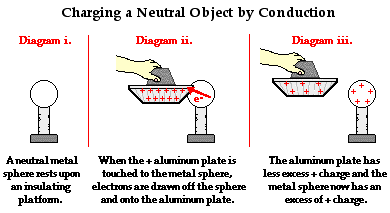 Charging a Neutral Object by Conduction
Diagram i.
Diagram ii.
Diagram iii.
e-
A neutral metal
sphere rests upon
an insulating
platform.
When the + aluminum plate is
touched to the metal sphere,
electrons are drawn off the sphere
and onto the aluminum plate.
The aluminum plate has
less excess + charge and the
metal sphere now has an
excess of + charge.